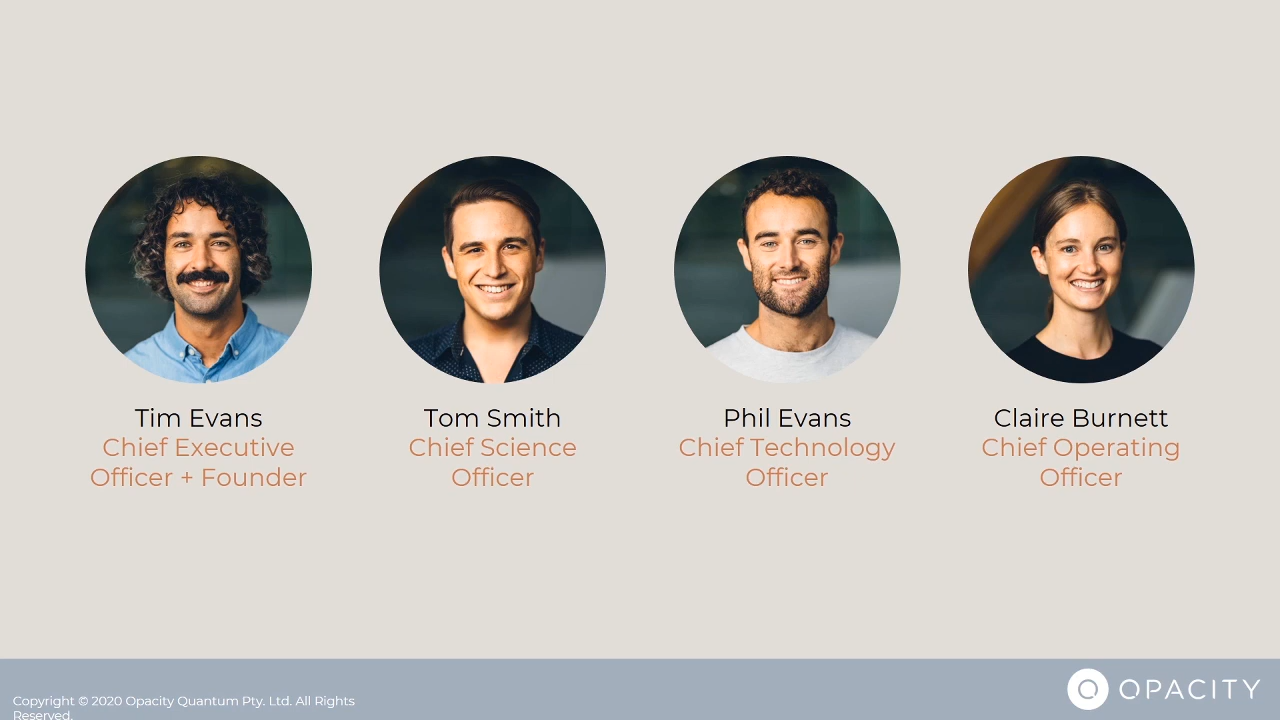 Tim Evans
Chief Executive
Officer + Founder
Tom Smith
Chief Science
Officer
Phil Evans
Chief Technology
Officer
Claire Burnett
Chief Operating
Officer
Copyright © 2020 Opacity Quantum Pty. Ltd. All Rights
Reserved.
OPACITY